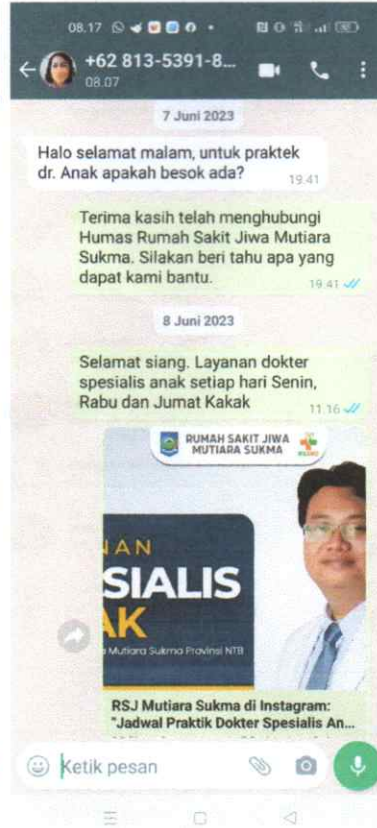 08.17
+62 813-5391-8...
08.07
7 Juni 2023
Halo selamat malam, untuk praktek
dr. Anak apakah besok ada?
19.41
Terima kasih telah menghubungi
Humas Rumah Sakit Jiwa Mutiara
Sukma. Silakan beri tahu apa yang
dapat kami bantu.
19.41
8 Juni 2023
Selamat siang. Layanan dokter
spesialis anak setiap hari Senin,
Rabu dan Jumat Kakak
11.16
RUMAH SAKIT JIWA
MUTIARA SUKMA
NAN
SIALIS
AK
Mutiara Sukma Provinsi NTB
RSJ Mutiara Sukma di Instagram:
"Jadwal Praktik Dokter Spesialis An...
Ketik pesan